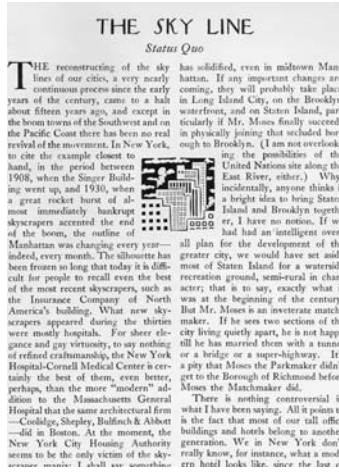 THE SKY LINE
Status Quo
THE reconstructing of the sky
lines of our cities, a very nearly
continuous process since the early
years of the century, came to a halt
about fifteen years ago, and except in
the boom towns of the Southwest and on
the Pacific Coast there has been no real
revival of the movement. In New York,
to cite the example closest to
hand, in the period between
1908, when the Singer Build-
ing went up, and 1930, when
a great rocket burst of al-
most immediately bankrupt
skyscrapers accented the end
of the boom, the outline of
Manhattan was changing every year—
indeed, every month. The silhouette has
been frozen so long that today it is diffi-
cult for people to recall even the best
of the most recent skyscrapers, such as
the Insurance Company of North
America's building. What new sky-
scrapers appeared during the thirties
were mostly hospitals. For sheer ele-
gance and gay virtuosity, to say nothing
of refined craftsmanship, the New York
Hospital-Cornell Medical Center is cer-
tainly the best of them, even better,
perhaps, than the more "modern" ad-
dition to the Massachusetts General
Hospital that the same architectural firm
—Coolidge, Shepley, Bulfinch & Abbott
—did in Boston. At the moment, the
New York City Housing Authority
seems to be the only victim of the sky-
scraper mania; I shall say something
has solidified, even in midtown Man-
hattan. If any important changes are
coming, they will probably take place
in Long Island City, on the Brooklyn
waterfront, and on Staten Island, par-
ticularly if Mr. Moses finally succeed
in physically joining that secluded bor-
ough to Brooklyn. (I am not overlook-
ing the possibilities of the
United Nations site along the
East River, either.) Why
incidentally, anyone thinks i
a bright idea to bring Staten
Island and Brooklyn togeth-
er, I have no notion. If w
had had an intelligent over-
all plan for the development of th
greater city, we would have set asid
most of Staten Island for a waterside
recreation ground, semi-rural in char-
acter; that is to say, exactly what i
was at the beginning of the century
But Mr. Moses is an inveterate match
maker. If he sees two sections of th
city living quietly apart, he is not happ
till he has married them with a tunne
or a bridge or a super-highway. It
a pity that Moses the Parkmaker didn'
get to the Borough of Richmond befor
Moses the Matchmaker did.
There is nothing controversial i
what I have been saying. All it points t
is the fact that most of our tall offic
buildings and hotels belong to another
generation. We in New York don'
really know, for instance, what a mod
ern hotel looks like, since the last